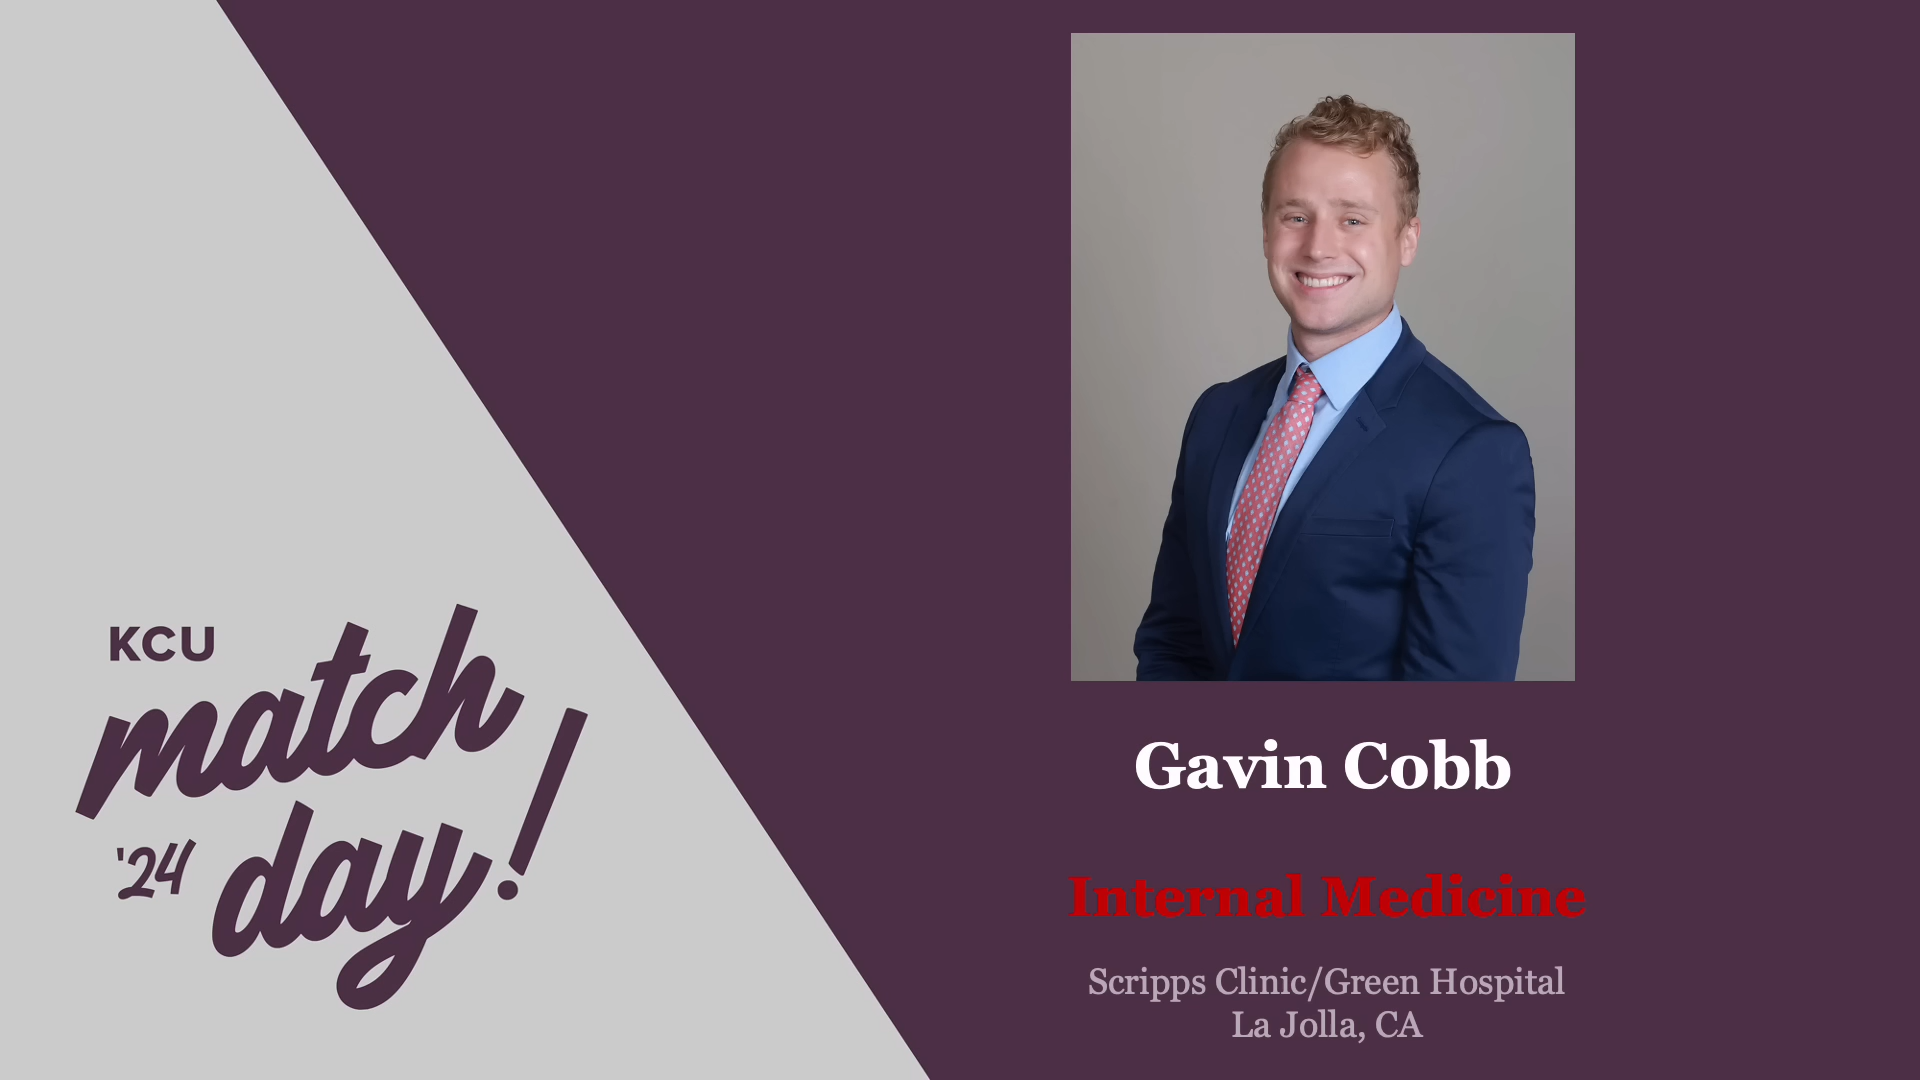 KCU
match
'24 day!
Gavin Cobb
Internal Medicine
Scripps Clinic/Green Hospital
La Jolla, CA